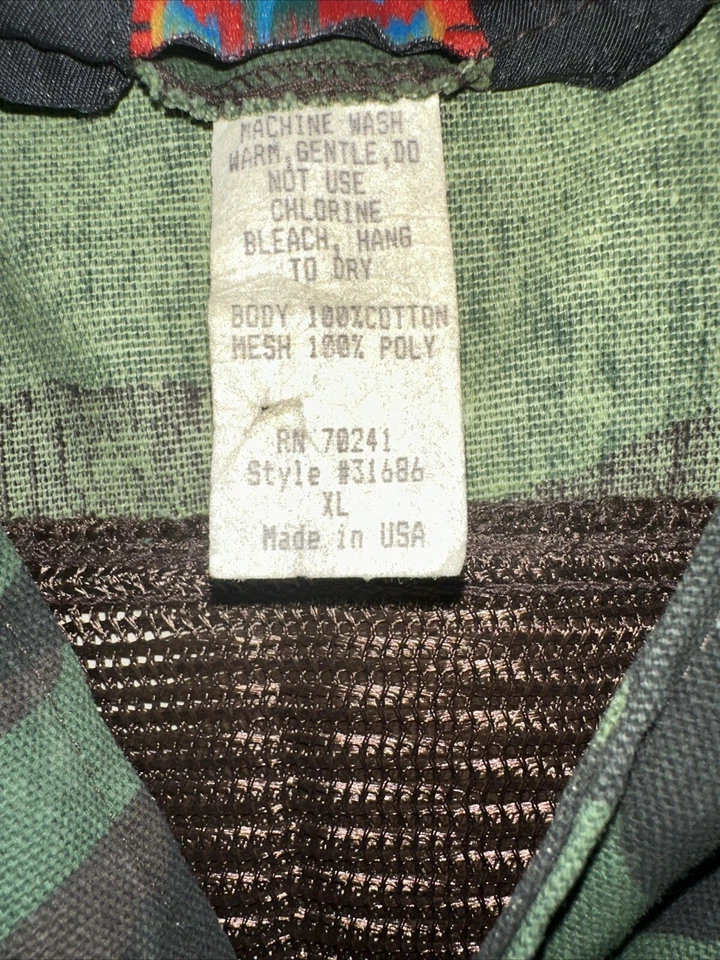 MACHINE WASH
WARM,GENTLE,DO
NOT USE
CHLORINE
BLEACH, HANG
TO DRY
BODY 100%COTTON
MESH 100% POLY
RN 70241
Style #31686
XL
Made in USA